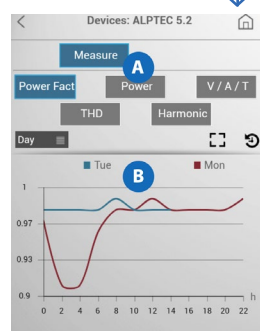 Devices: ALPTEC 5.2
Measure
A
Power Fact Power V / A / T
THD Harmonic
Day
B
Tue Mon
1
0.97
0.93
0.9
0 2 4 6 8 10 12 14 16 18 20 22 h